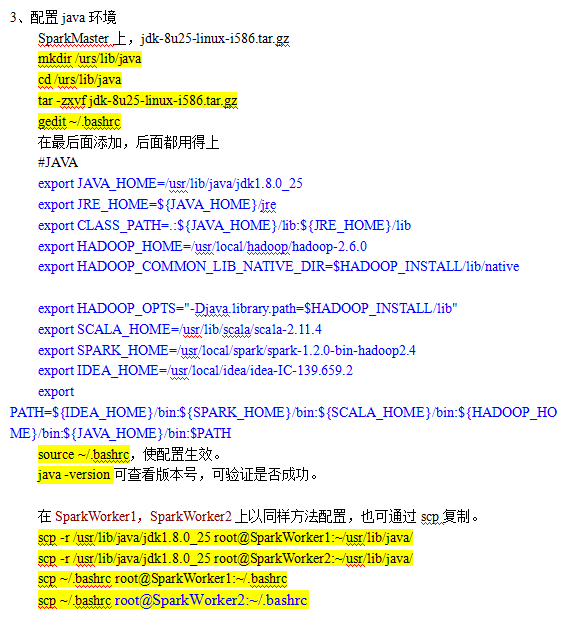 3、配置 java 环境
SparkMaster 上，jdk-8u25-linux-i586.tar.gz
mkdir /urs/lib/java
cd /urs/lib/java
tar -zxvf jdk-8u25-linux-i586.tar.gz
gedit ~/.bashrc
在最后面添加，后面都用得上
#JAVA
export JAVA_HOME=/usr/lib/java/jdk1.8.0_25
export JRE_HOME=${JAVA_HOME}/jre
export CLASS_PATH=.:${JAVA_HOME}/lib:${JRE_HOME}/lib
export HADOOP_HOME=/usr/local/hadoop/hadoop-2.6.0
export HADOOP_COMMON_LIB_NATIVE_DIR=$HADOOP_INSTALL/lib/native
export HADOOP_OPTS="-Djava.library.path=$HADOOP_INSTALL/lib"
export SCALA_HOME=/usr/lib/scala/scala-2.11.4
export SPARK_HOME=/usr/local/spark/spark-1.2.0-bin-hadoop2.4
export IDEA_HOME=/usr/local/idea/idea-IC-139.659.2
export
PATH=${IDEA_HOME}/bin:${SPARK_HOME}/bin:${SCALA_HOME}/bin:${HADOOP_HO
ME}/bin:${JAVA_HOME}/bin:$PATH
source ~/.bashrc，使配置生效。
java -version 可查看版本号，可验证是否成功。
在 SparkWorker1，SparkWorker2 上以同样方法配置，也可通过 scp 复制。
scp -r /usr/lib/java/jdk1.8.0_25 root@SparkWorker1:~/usr/lib/java/
scp -r /usr/lib/java/jdk1.8.0_25 root@SparkWorker2:~/usr/lib/java/
scp ~/.bashrc root@SparkWorker1:~/.bashrc
scp ~/.bashrc root@SparkWorker2:~/.bashrc